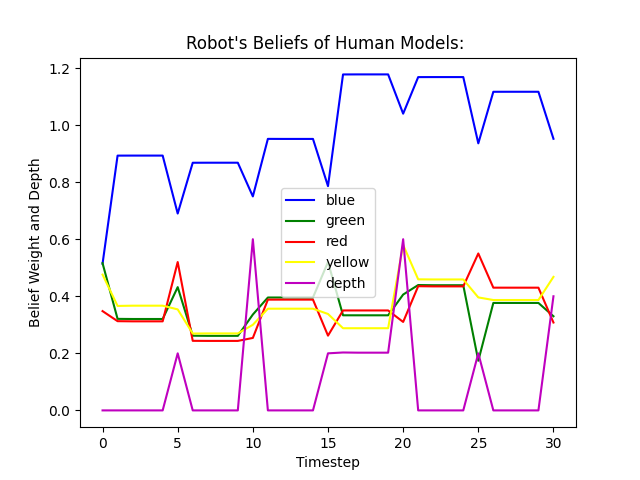 Robot's Beliefs of Human Models:
Belief Weight and Depth
1.2
1.0
0.8
0.6
0.4
0.2
0.0
blue
green
red
yellow
depth
0 5 10 15 20 25 30
Timestep